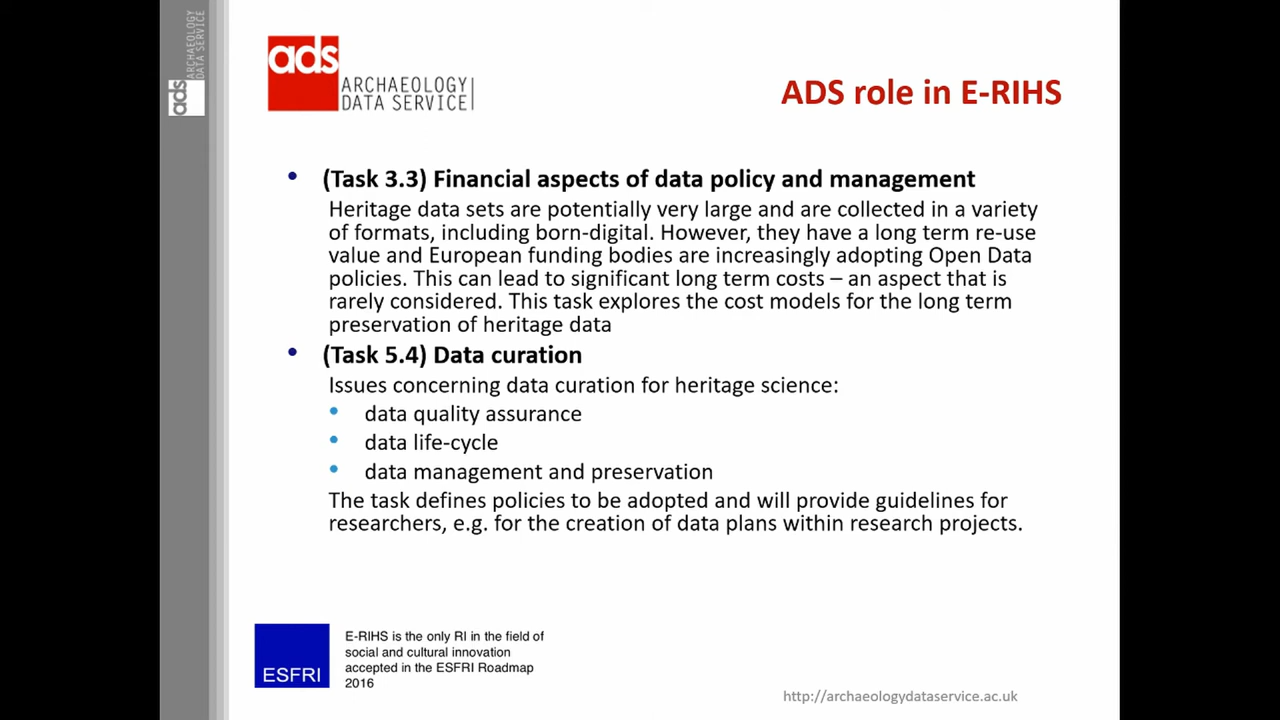 ads
ARCHAEOLOGY
DATA SERVICE
ads
ARCHAEOLOGY
DATA SERVICE
ADS role in E-RIHS
• (Task 3.3) Financial aspects of data policy and management
Heritage data sets are potentially very large and are collected in a variety
of formats, including born-digital. However, they have a long term re-use
value and European funding bodies are increasingly adopting Open Data
policies. This can lead to significant long term costs – an aspect that is
rarely considered. This task explores the cost models for the long term
preservation of heritage data
• (Task 5.4) Data curation
Issues concerning data curation for heritage science:
• data quality assurance
• data life-cycle
• data management and preservation
The task defines policies to be adopted and will provide guidelines for
researchers, e.g. for the creation of data plans within research projects.
ESFRI
E-RIHS is the only RI in the field of
social and cultural innovation
accepted in the ESFRI Roadmap
2016
http://archaeologydataservice.ac.uk